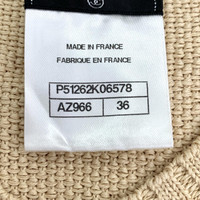 MADE IN FRANCE
FABRIQUE EN FRANCE
P51262K06578
AZ966 36